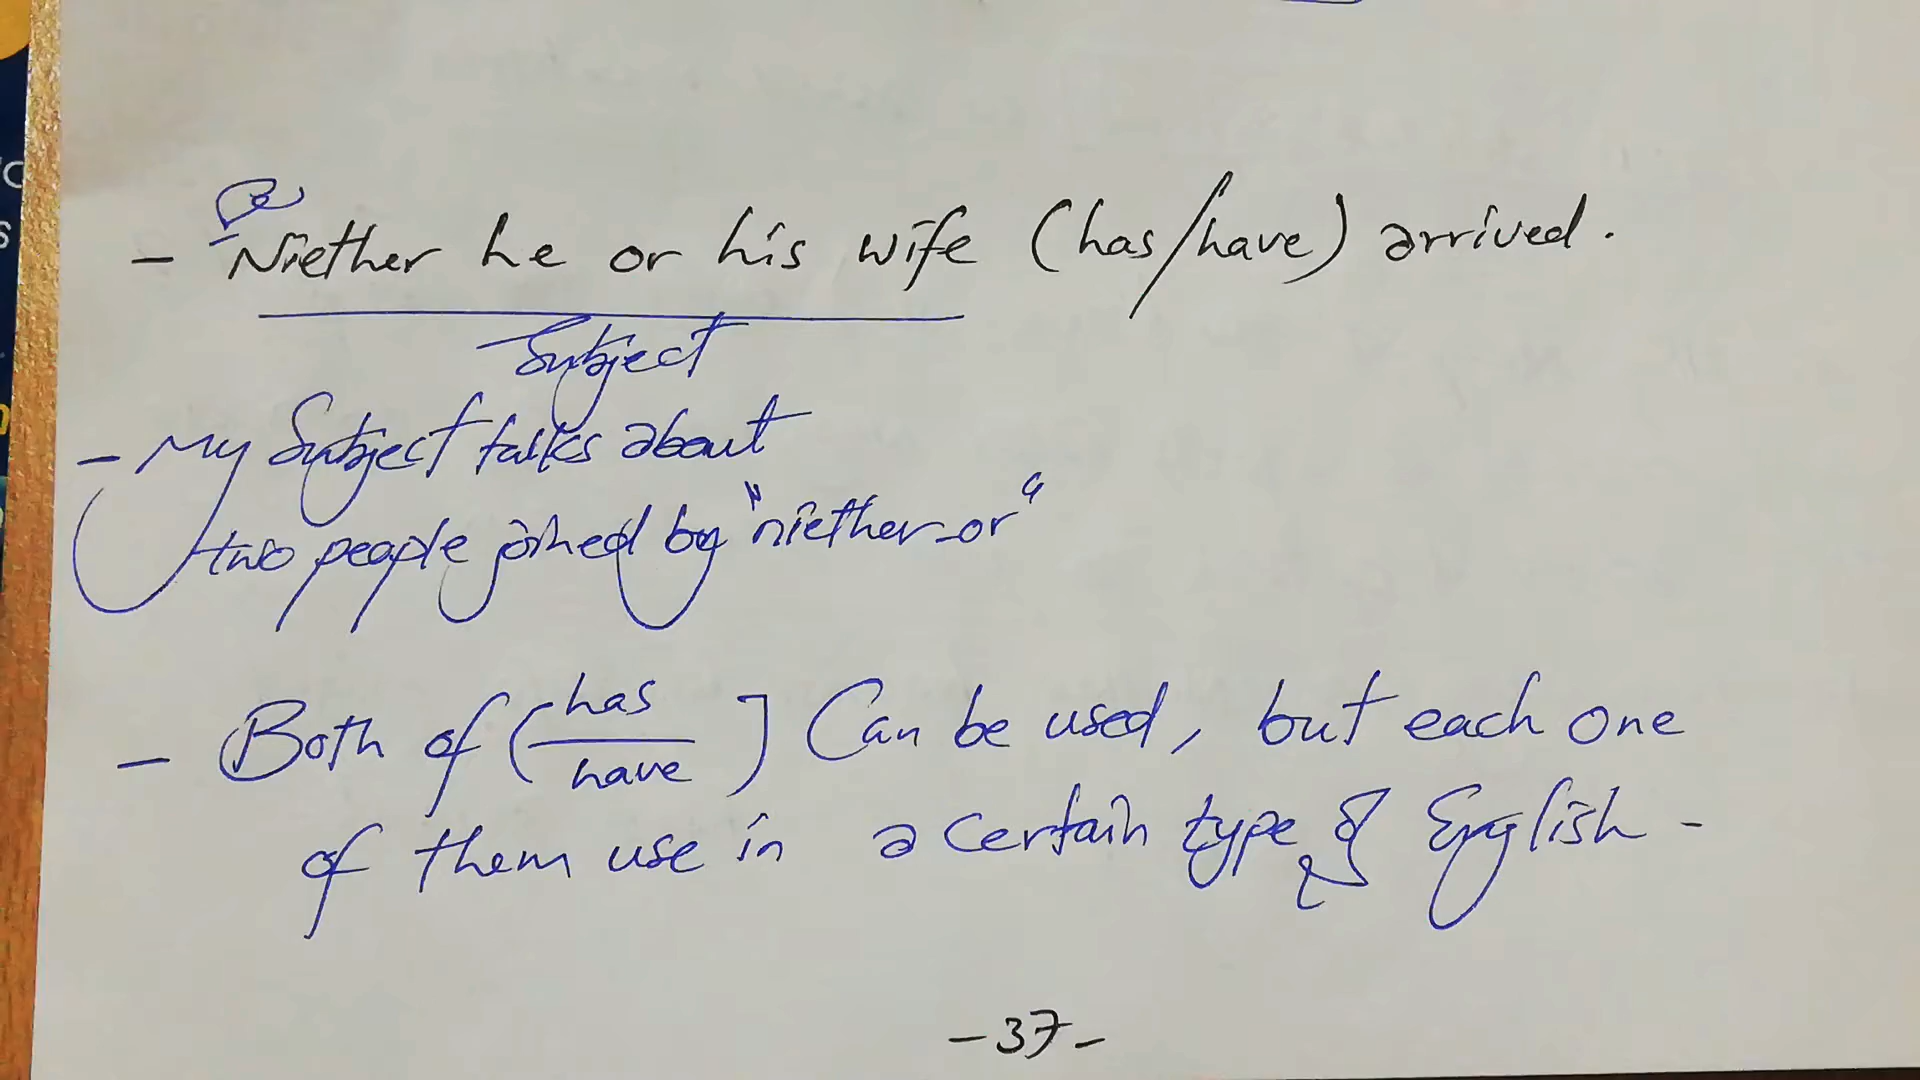 - Niether he or his wife (has/have) arrived.
Subject
- My Subject talks about
two people joined by "niether-or"
- Both of (has/have] Can be used, but each one
of them use in a certain type of English -
-37-